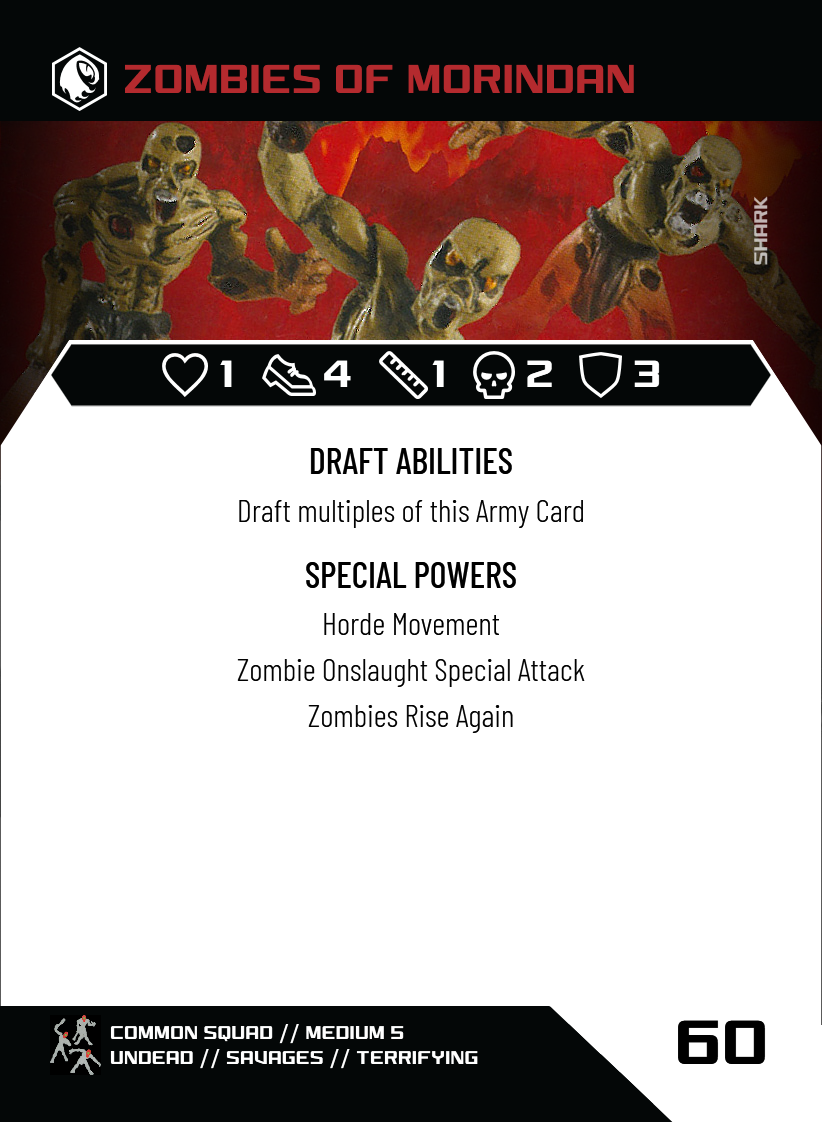 ZOMBIES OF MORINDAN
SHARK
1 4 1 2 3
DRAFT ABILITIES
Draft multiples of this Army Card
SPECIAL POWERS
Horde Movement
Zombie Onslaught Special Attack
Zombies Rise Again
COMMON SQUAD // MEDIUM 5
UNDEAD // SAVAGES // TERRIFYING
60